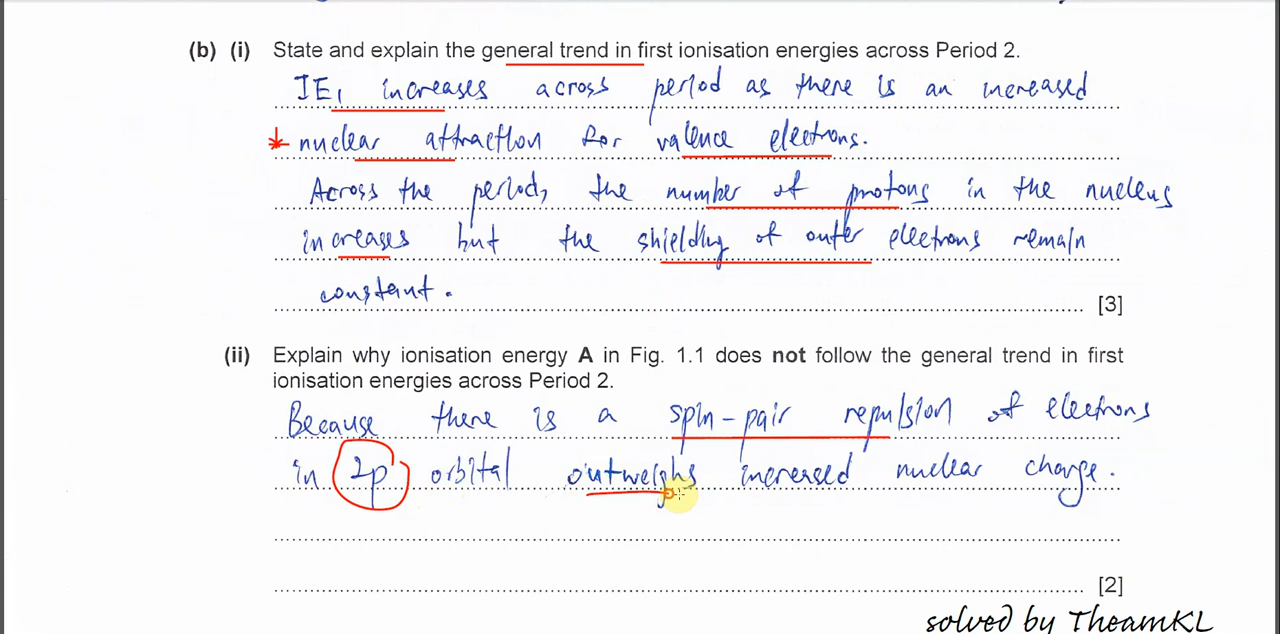 (b) (i) State and explain the general trend in first ionisation energies across Period 2.
IE₁ increases across period as there is an increased
* nuclear attraction for valence electrons.
Across the period, the number of protons in the nucleus
increases but the shielding of outer electrons remain
constant.
[3]
(ii) Explain why ionisation energy A in Fig. 1.1 does not follow the general trend in first
ionisation energies across Period 2.
Because there is a spin-pair repulsion of electrons
in 2p orbital outweighs increased nuclear charge.
[2]
solved by TheamKL